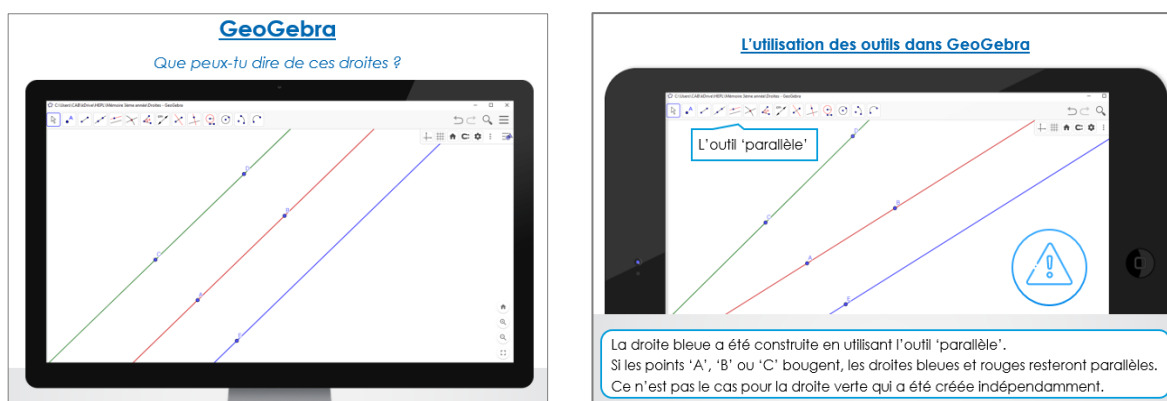 GeoGebra
Que peux-tu dire de ces droites ?
D
B
C
A
E
L'utilisation des outils dans GeoGebra
L'outil 'parallèle'
C
B
A
E
La droite bleue a été construite en utilisant l'outil 'parallèle'.
Si les points 'A', 'B' ou 'C' bougent, les droites bleues et rouges resteront parallèles.
Ce n'est pas le cas pour la droite verte qui a été créée indépendamment.